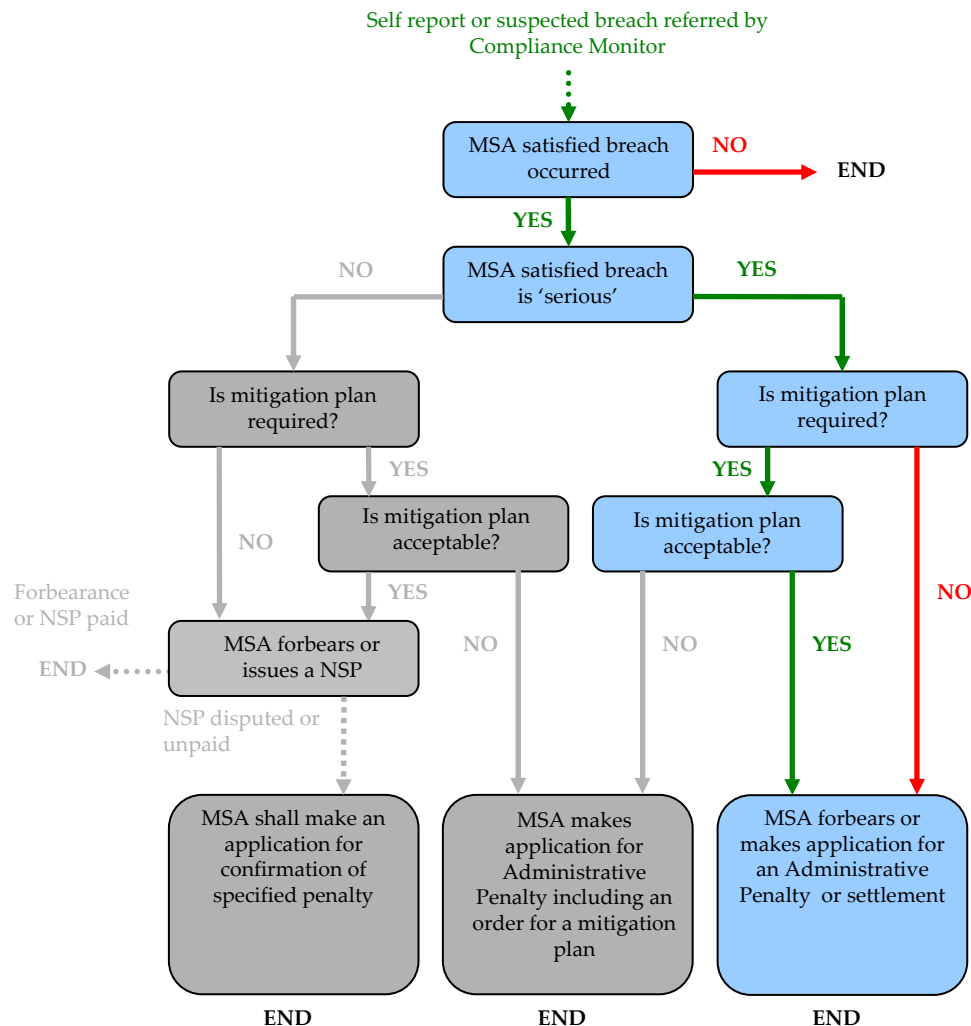 Self report or suspected breach referred by
Compliance Monitor
MSA satisfied breach
occurred
NO
END
YES
MSA satisfied breach
is ‘serious’
NO
YES
Is mitigation plan
required?
Is mitigation plan
required?
YES
YES
Is mitigation plan
acceptable?
Is mitigation plan
acceptable?
NO
NO
Forbearance
or NSP paid
YES
MSA forbears or
issues a NSP
END
NO
NO
YES
NSP disputed or
unpaid
MSA shall make an
application for
confirmation of
specified penalty
MSA makes
application for
Administrative
Penalty including an
order for a mitigation
plan
MSA forbears or
makes application for
an Administrative
Penalty or settlement
END
END
END